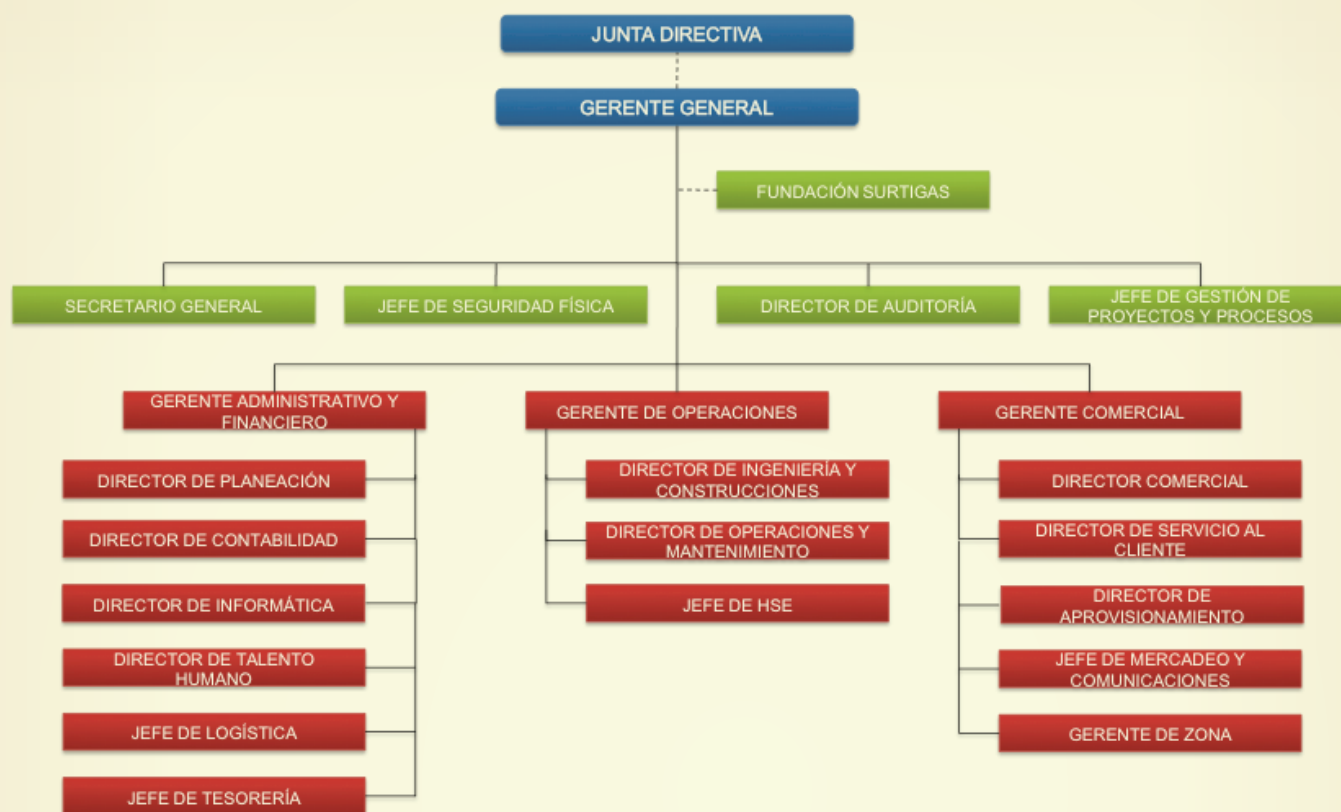 JUNTA DIRECTIVA
GERENTE GENERAL
FUNDACIÓN SURTIGAS
SECRETARIO GENERAL
JEFE DE SEGURIDAD FÍSICA
DIRECTOR DE AUDITORÍA
JEFE DE GESTIÓN DE
PROYECTOS Y PROCESOS
GERENTE ADMINISTRATIVO Y
FINANCIERO
DIRECTOR DE PLANEACIÓN
DIRECTOR DE CONTABILIDAD
DIRECTOR DE INFORMÁTICA
DIRECTOR DE TALENTO
HUMANO
JEFE DE LOGÍSTICA
JEFE DE TESORERÍA
GERENTE DE OPERACIONES
DIRECTOR DE INGENIERÍA Y
CONSTRUCCIONES
DIRECTOR DE OPERACIONES Y
MANTENIMIENTO
JEFE DE HSE
GERENTE COMERCIAL
DIRECTOR COMERCIAL
DIRECTOR DE SERVICIO AL
CLIENTE
DIRECTOR DE
APROVISIONAMIENTO
JEFE DE MERCADEO Y
COMUNICACIONES
GERENTE DE ZONA